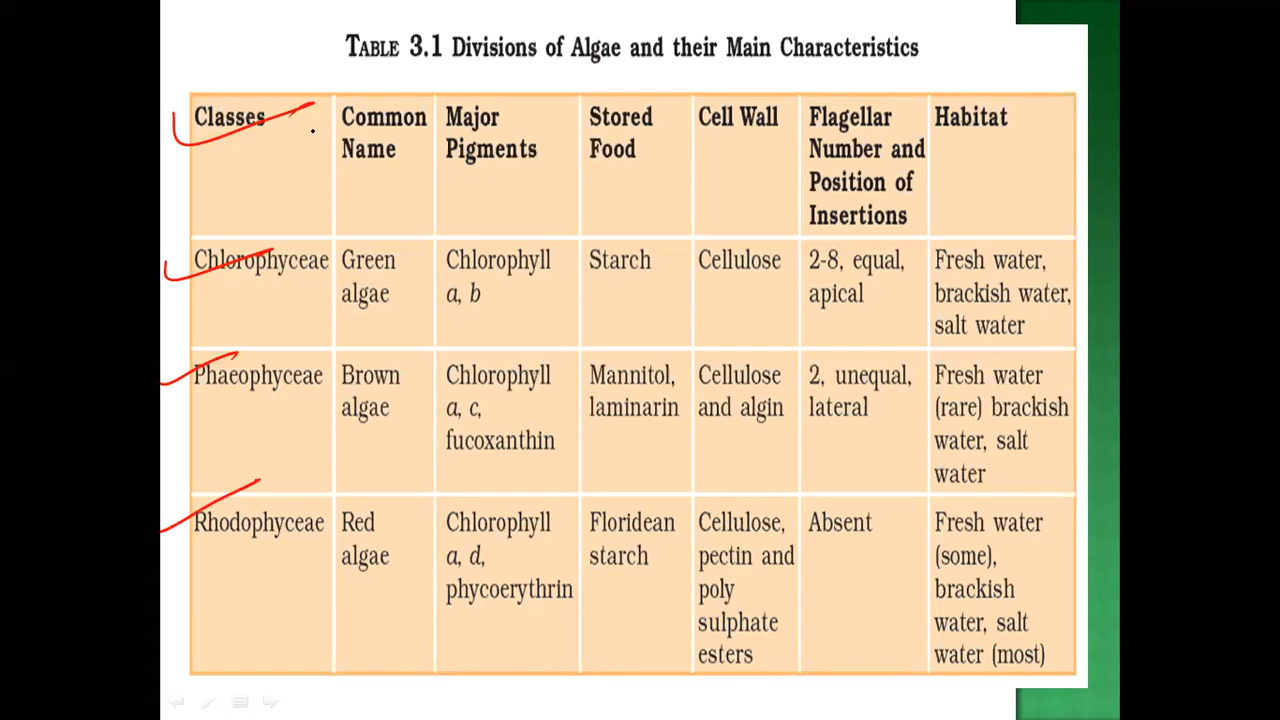 TABLE 3.1 Divisions of Algae and their Main Characteristics
Classes
Common
Name
Major
Pigments
Stored
Food
Cell Wall
Flagellar
Number and
Position of
Insertions
Habitat
Chlorophyceae
Green
algae
Chlorophyll
a, b
Starch
Cellulose
2-8, equal,
apical
Fresh water,
brackish water,
salt water
Phaeophyceae
Brown
algae
Chlorophyll
a, c,
fucoxanthin
Mannitol,
laminarin
Cellulose
and algin
2, unequal,
lateral
Fresh water
(rare) brackish
water, salt
water
Rhodophyceae
Red
algae
Chlorophyll
a, d,
phycoerythrin
Floridean
starch
Cellulose,
pectin and
poly
sulphate
esters
Absent
Fresh water
(some),
brackish
water, salt
water (most)